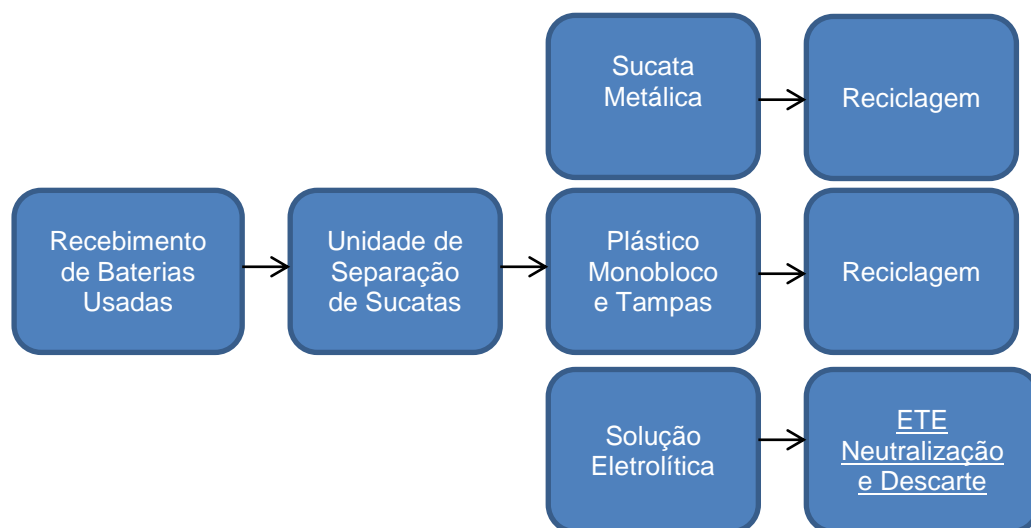 Sucata
Metálica
Reciclagem
Recebimento
de Baterias
Usadas
Unidade de
Separação
de Sucatas
Plástico
Monobloco
e Tampas
Reciclagem
Solução
Eletrolítica
ETE
Neutralização
e Descarte